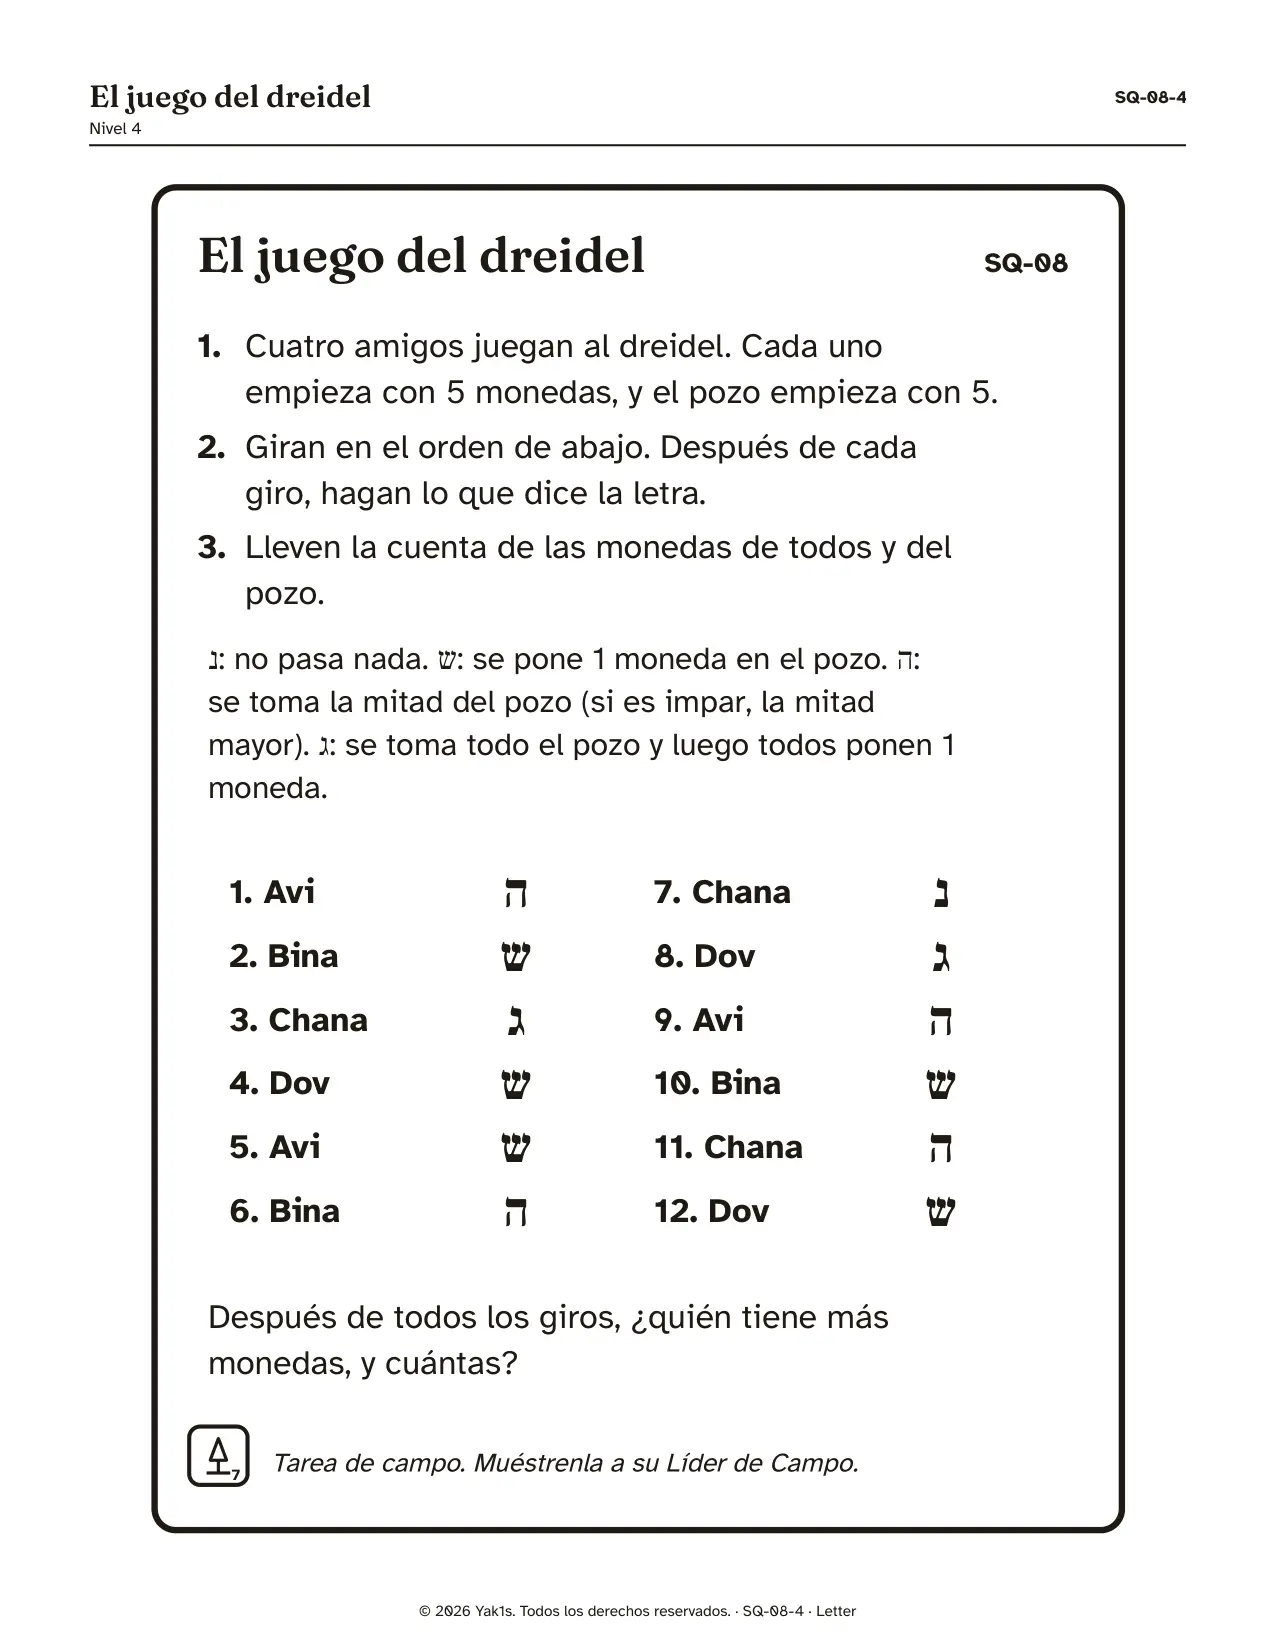 El juego del dreidel
SQ-08-4
Nivel 4
El juego del dreidel
SQ-08
1. Cuatro amigos juegan al dreidel. Cada uno
empieza con 5 monedas, y el pozo empieza con 5.
2. Giran en el orden de abajo. Después de cada
giro, hagan lo que dice la letra.
3. Lleven la cuenta de las monedas de todos y del
pozo.
נ: no pasa nada. ש: se pone 1 moneda en el pozo. ה:
se toma la mitad del pozo (si es impar, la mitad
mayor). ג: se toma todo el pozo y luego todos ponen 1
moneda.
1. Avi ה
2. Bina ש
3. Chana ג
4. Dov ש
5. Avi ש
6. Bina ה
7. Chana נ
8. Dov ג
9. Avi ה
10. Bina ש
11. Chana ה
12. Dov ש
Después de todos los giros, ¿quién tiene más
monedas, y cuántas?
7
Tarea de campo. Muéstrenla a su Líder de Campo.
© 2026 Yak1s. Todos los derechos reservados. · SQ-08-4 · Letter